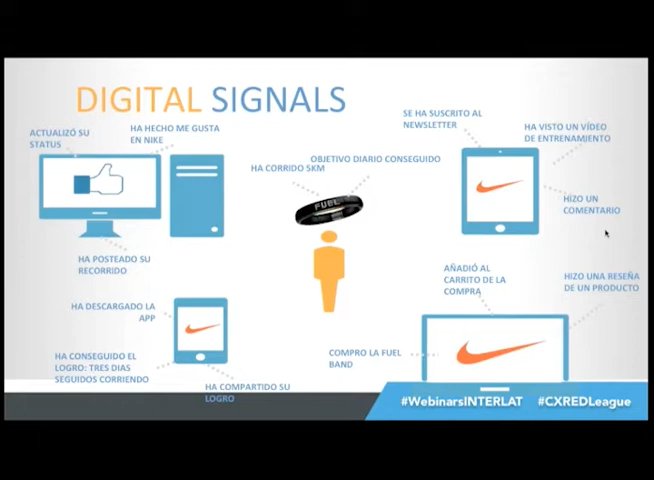 DIGITAL SIGNALS
ACTUALIZÓ SU
STATUS
HA HECHO ME GUSTA
EN NIKE
HA POSTEADO SU
RECORRIDO
HA CORRIDO 5KM
OBJETIVO DIARIO CONSEGUIDO
FUEL
SE HA SUSCRITO AL
NEWSLETTER
HA VISTO UN VÍDEO
DE ENTRENAMIENTO
HIZO UN
COMENTARIO
HA DESCARGADO LA
APP
HA CONSEGUIDO EL
LOGRO: TRES DIAS
SEGUIDOS CORRIENDO
HA COMPARTIDO SU
LOGRO
AÑADIÓ AL
CARRITO DE LA
COMPRA
HIZO UNA RESEÑA
DE UN PRODUCTO
COMPRO LA FUEL
BAND
#WebinarsINTERLAT #CXREDLeague